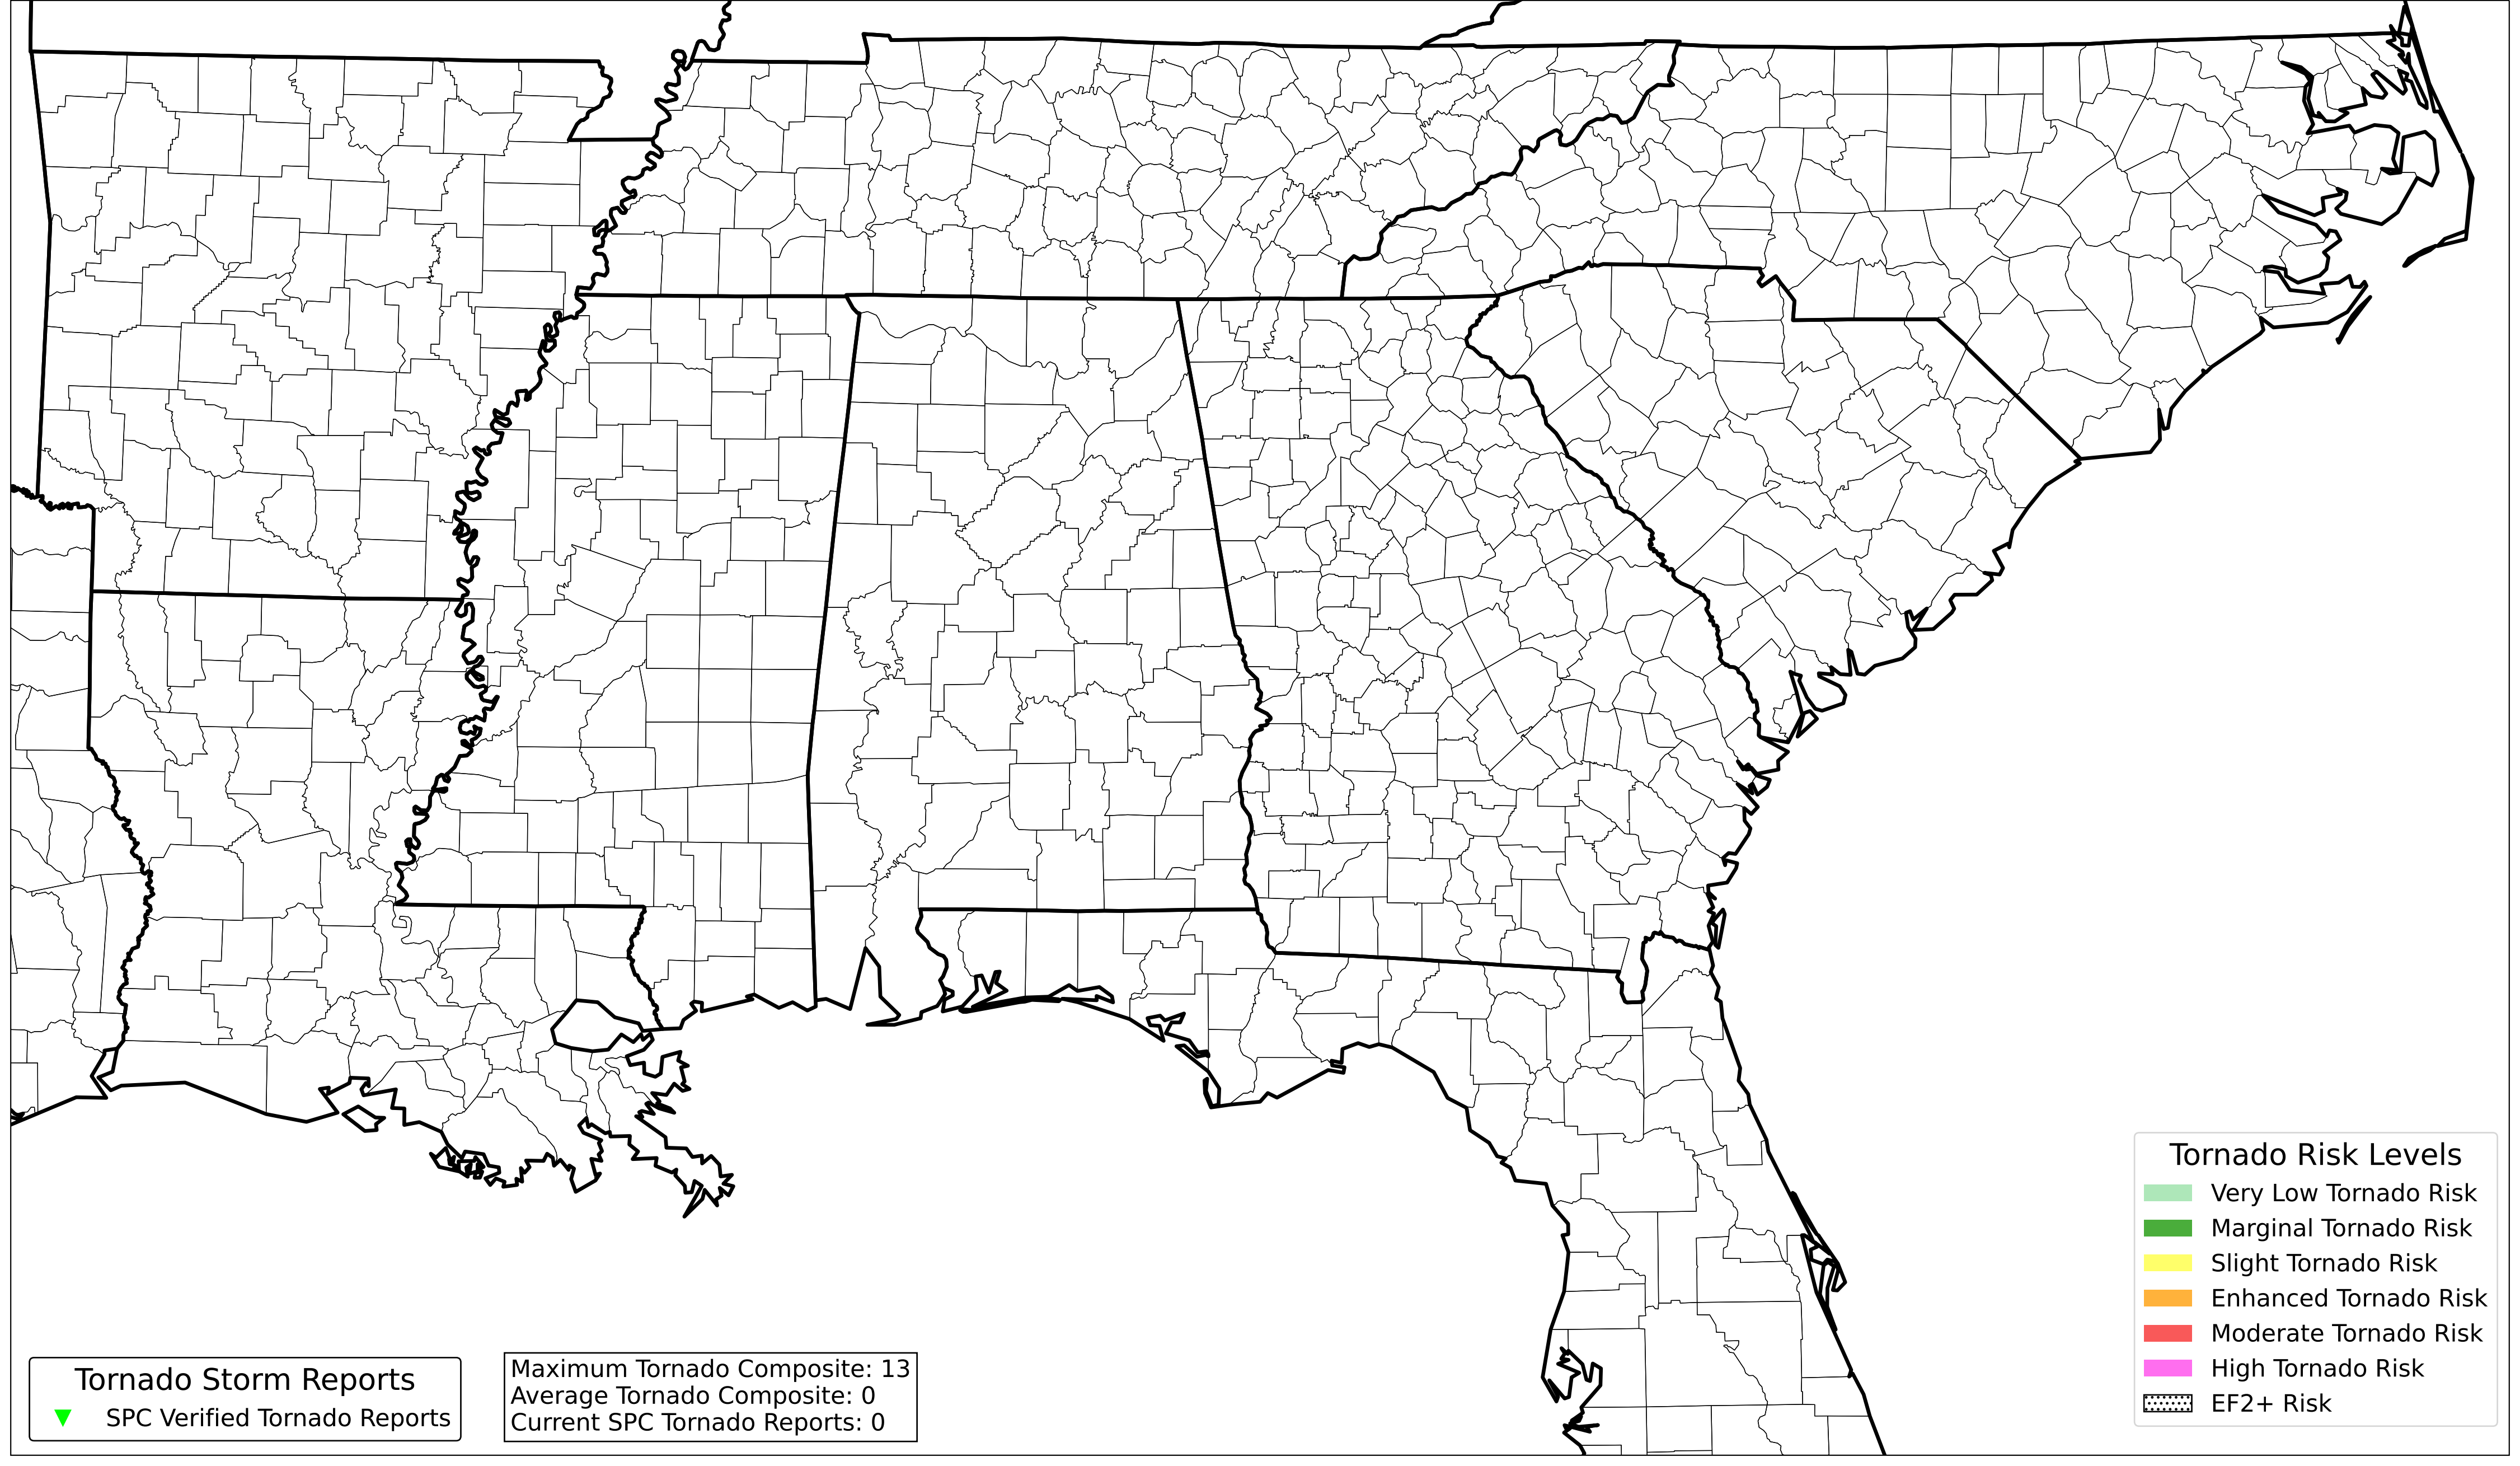 Tornado Risk Levels
Very Low Tornado Risk
Marginal Tornado Risk
Slight Tornado Risk
Enhanced Tornado Risk
Moderate Tornado Risk
High Tornado Risk
EF2+ Risk
Tornado Storm Reports
SPC Verified Tornado Reports
Maximum Tornado Composite: 13
Average Tornado Composite: 0
Current SPC Tornado Reports: 0